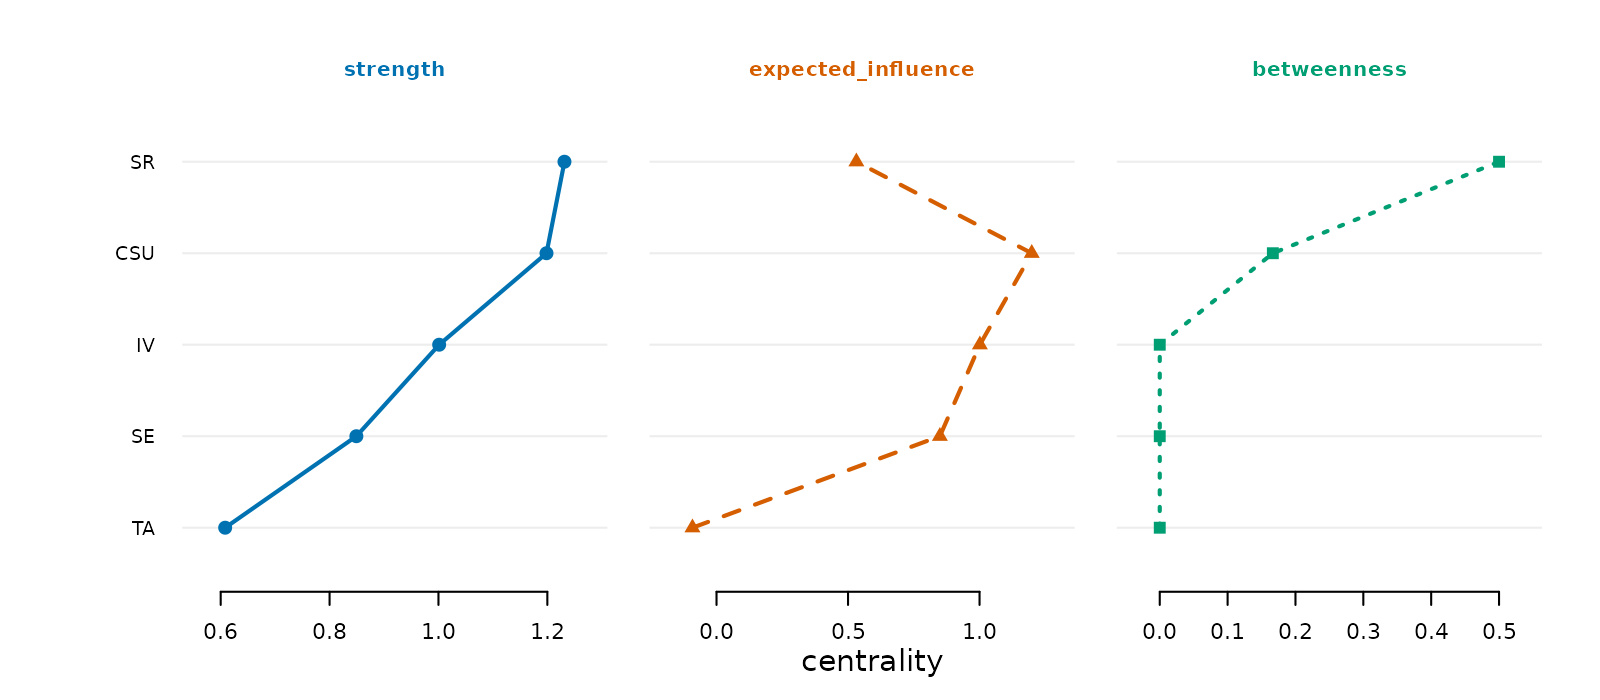 strength
expected_influence
betweenness
SR
CSU
IV
SE
TA
0.6 0.8 1.0 1.2
0.0 0.5 1.0
0.0 0.1 0.2 0.3 0.4 0.5
centrality